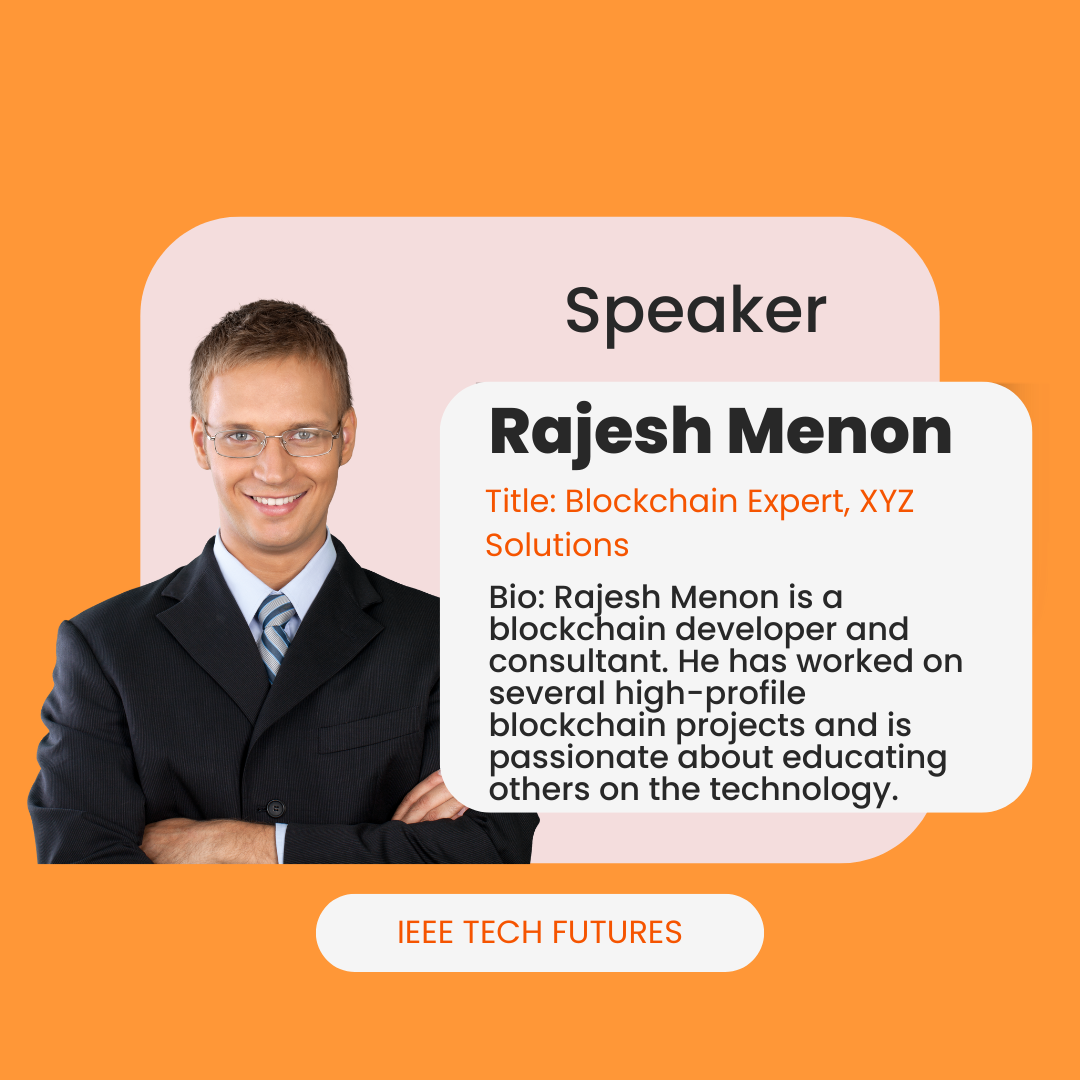 Speaker
Rajesh Menon
Title: Blockchain Expert, XYZ
Solutions
Bio: Rajesh Menon is a
blockchain developer and
consultant. He has worked on
several high-profile
blockchain projects and is
passionate about educating
others on the technology.
IEEE TECH FUTURES